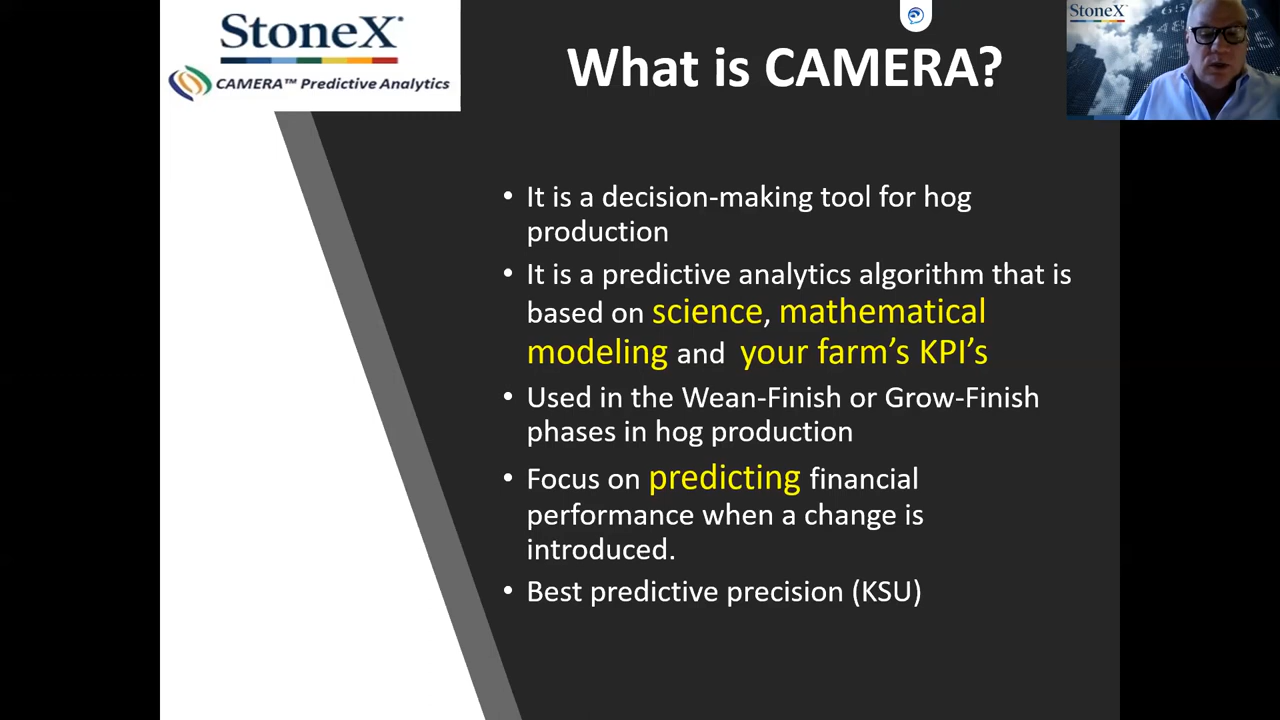 StoneX®
CAMERA™ Predictive Analytics
What is CAMERA?
StoneX
• It is a decision-making tool for hog
production
• It is a predictive analytics algorithm that is
based on science, mathematical
modeling and your farm's KPI's
• Used in the Wean-Finish or Grow-Finish
phases in hog production
• Focus on predicting financial
performance when a change is
introduced.
• Best predictive precision (KSU)